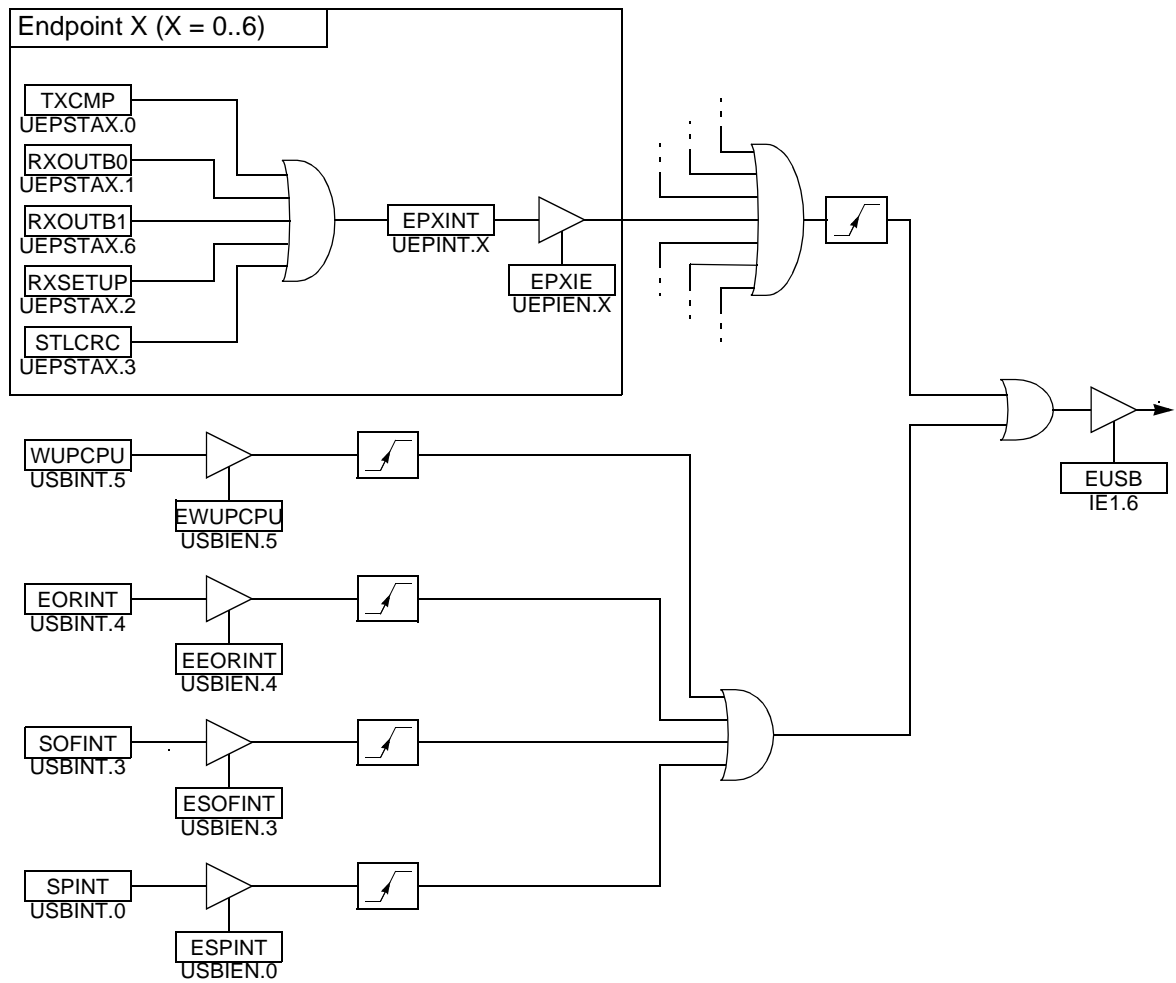 Endpoint X (X = 0..6)
TXCMP
UEPSTAX.0
RXOUTB0
UEPSTAX.1
RXOUTB1
UEPSTAX.6
RXSETUP
UEPSTAX.2
STLCRC
UEPSTAX.3
EPXINT
UEPINT.X
EPXIE
UEPIEN.X
WUPCPU
USBINT.5
EWUPCPU
USBIEN.5
EORINT
USBINT.4
EEORINT
USBIEN.4
SOFINT
USBINT.3
ESOFINT
USBIEN.3
SPINT
USBINT.0
ESPINT
USBIEN.0
EUSB
IE1.6